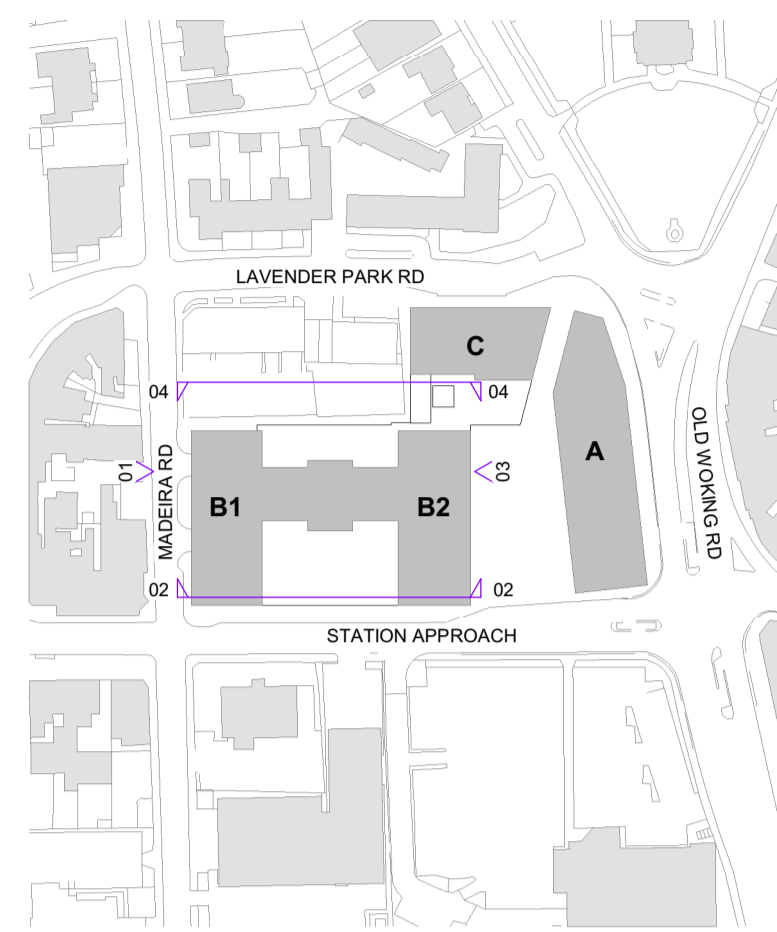 LAVENDER PARK RD
C
04
04
A
OLD WOKING RD
01
MADEIRA RD
03
B1
B2
02
02
STATION APPROACH